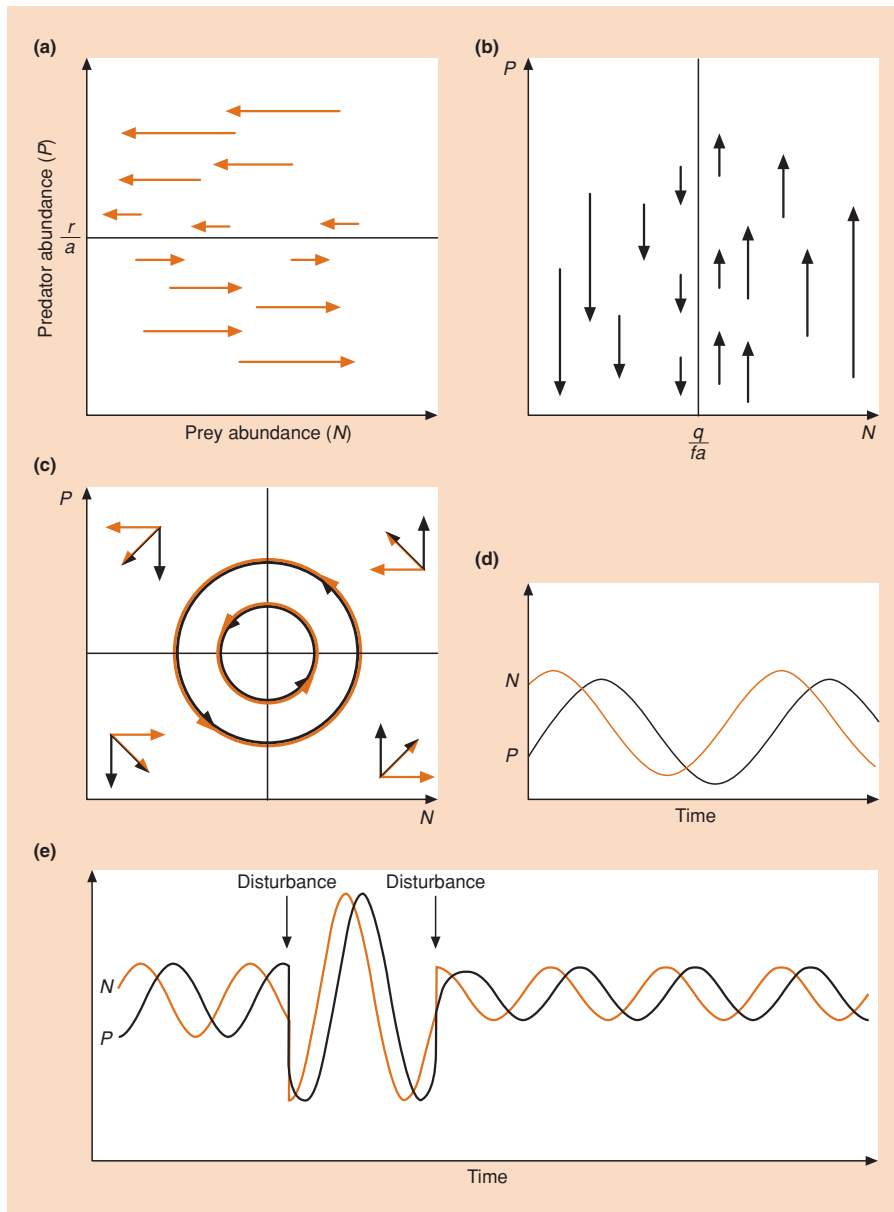 (a)
Predator abundance (P)
r
a
Prey abundance (N)
(b)
P
q
fa
N
(c)
P
N
(d)
N
P
Time
(e)
Disturbance Disturbance
N
P
Time